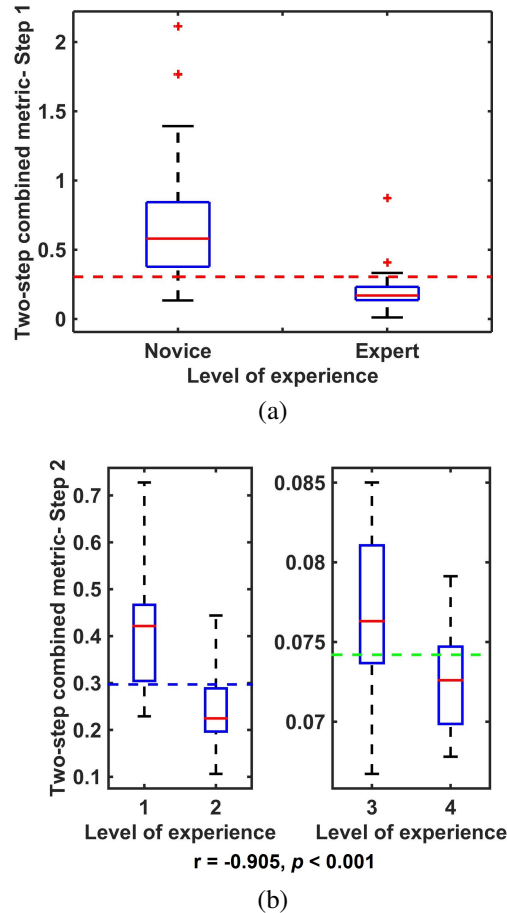 Two-step combined metric- Step 1
2
1.5
1
0.5
0
Novice Expert
Level of experience
(a)
Two-step combined metric- Step 2
0.7
0.6
0.5
0.4
0.3
0.2
0.1
1 2
Level of experience
0.085
0.08
0.075
0.07
3 4
Level of experience
r = -0.905, p < 0.001
(b)